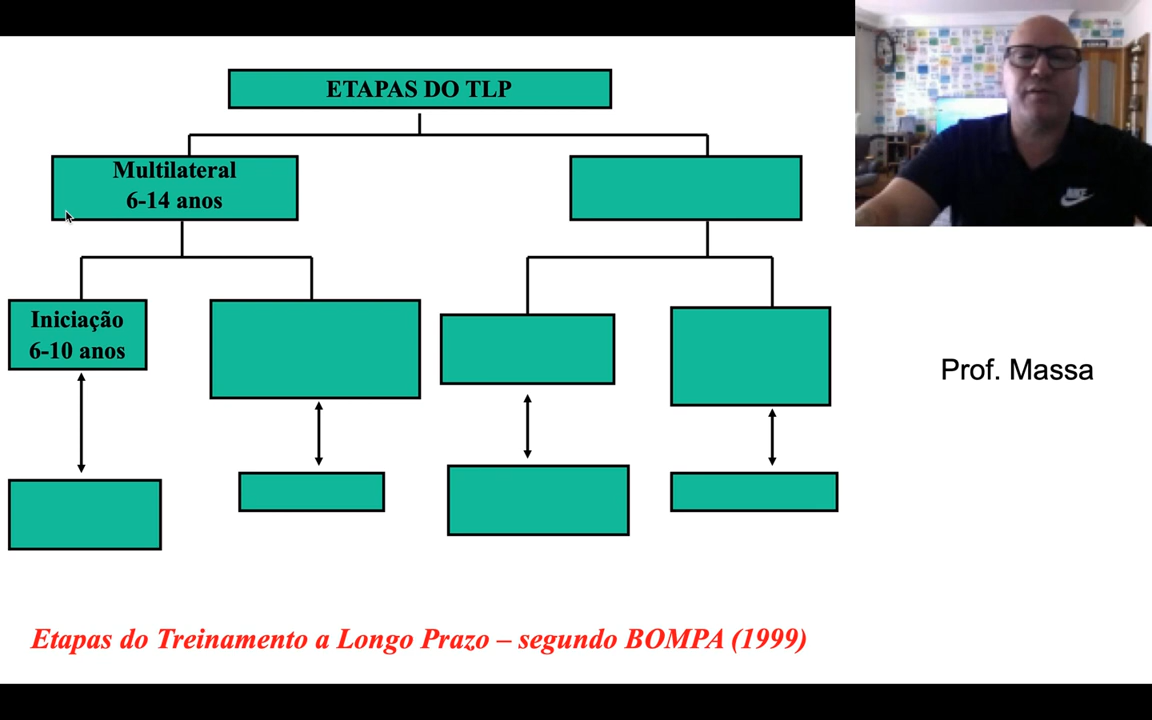 ETAPAS DO TLP
Multilateral
6-14 anos
Iniciação
6-10 anos
Prof. Massa
Etapas do Treinamento a Longo Prazo – segundo BOMPA (1999)